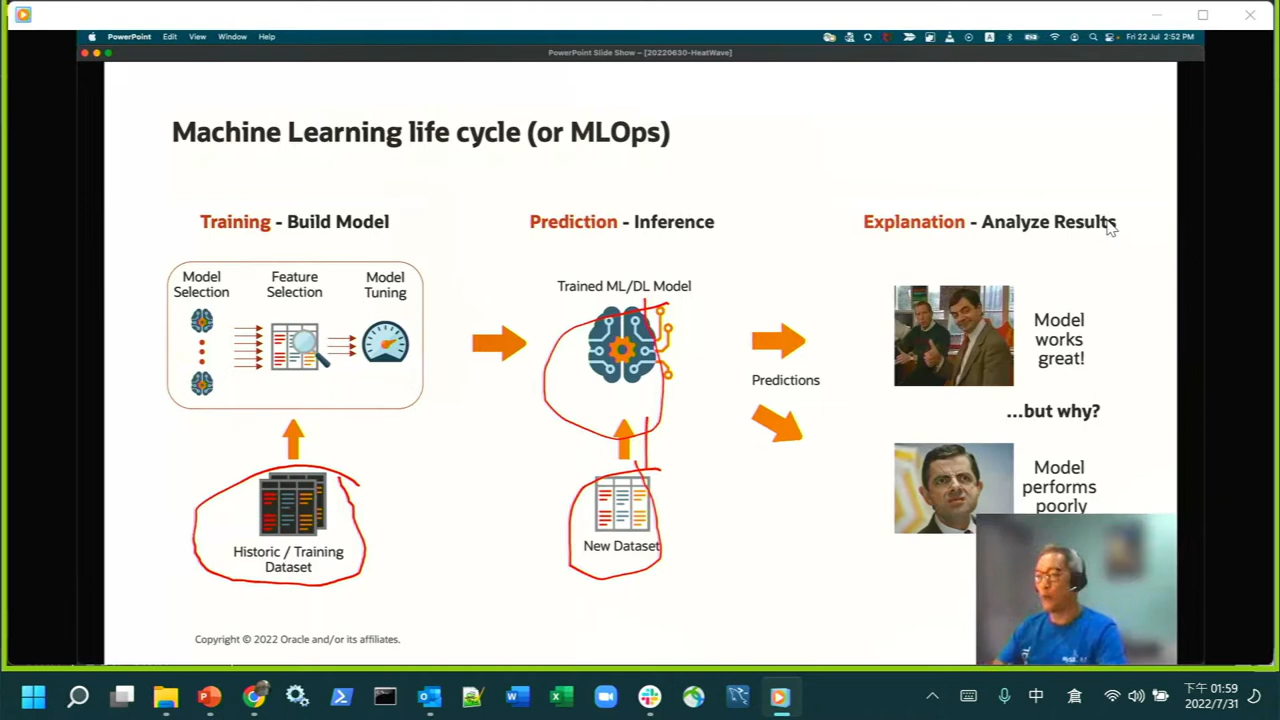 PowerPoint Edit View Window Help
Fri 22 Jul 2:52 PM
PowerPoint Slide Show - [20220630-HeatWave]
Machine Learning life cycle (or MLOps)
Training - Build Model
Prediction - Inference
Explanation - Analyze Results
Model
Selection
Feature
Selection
Model
Tuning
Trained ML/DL Model
Predictions
Model
works
great!
...but why?
Model
performs
poorly
Historic / Training
Dataset
New Dataset
Copyright © 2022 Oracle and/or its affiliates.
中
下午 01:59
2022/7/31